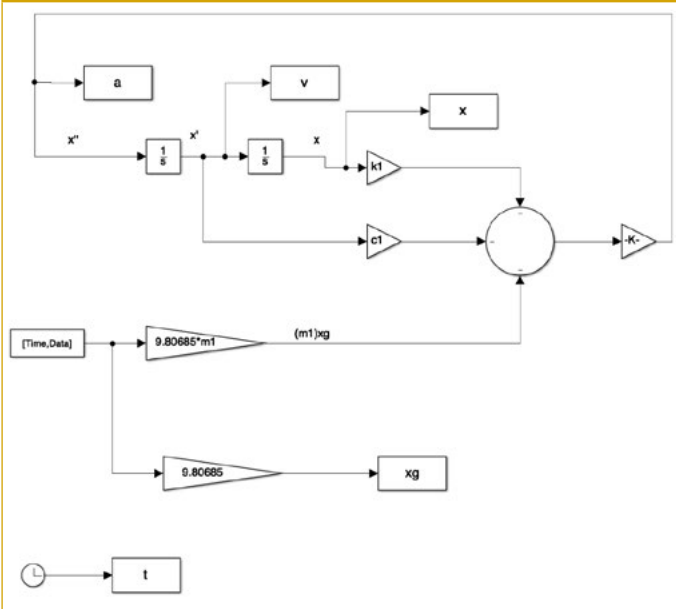 a
v
x
x''
1
s
x'
1
s
x
k1
-
c1
-
-
-K-
[Time,Data]
9.80685*m1
(m1)xg
9.80685
xg
t